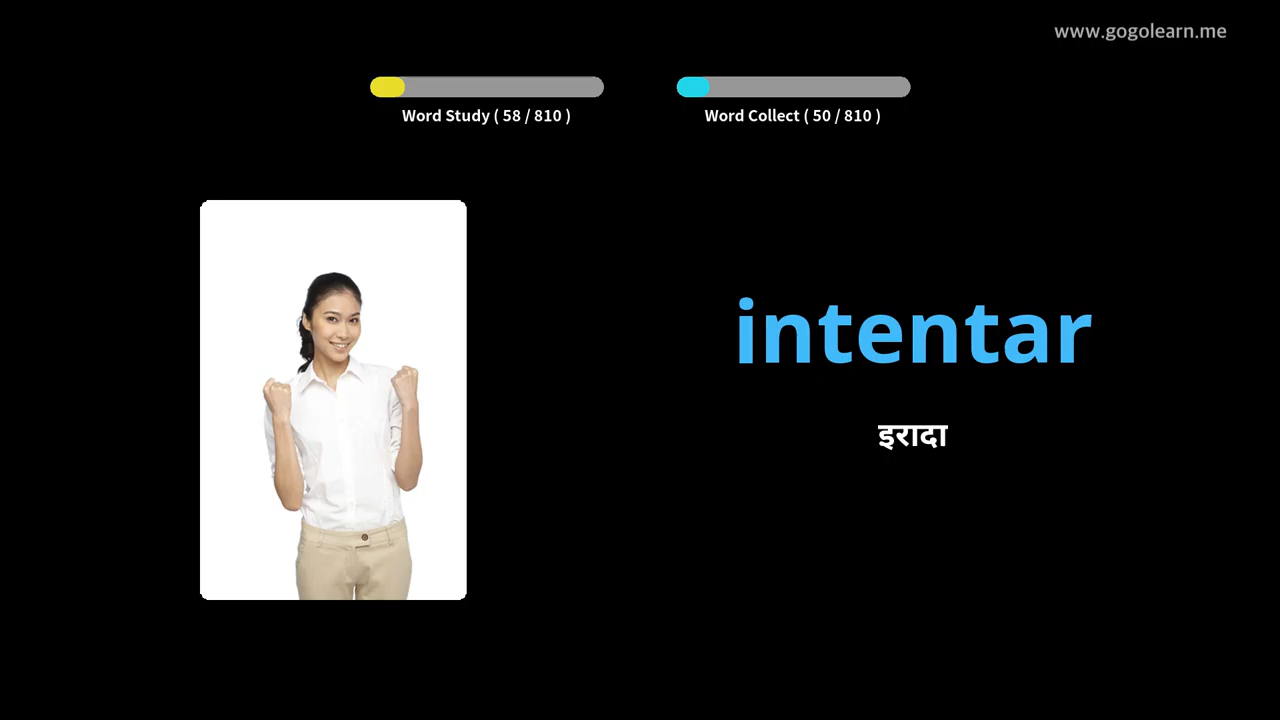 www.gogolearn.me
Word Study ( 58 / 810 )
Word Collect ( 50 / 810 )
intentar
इरादा